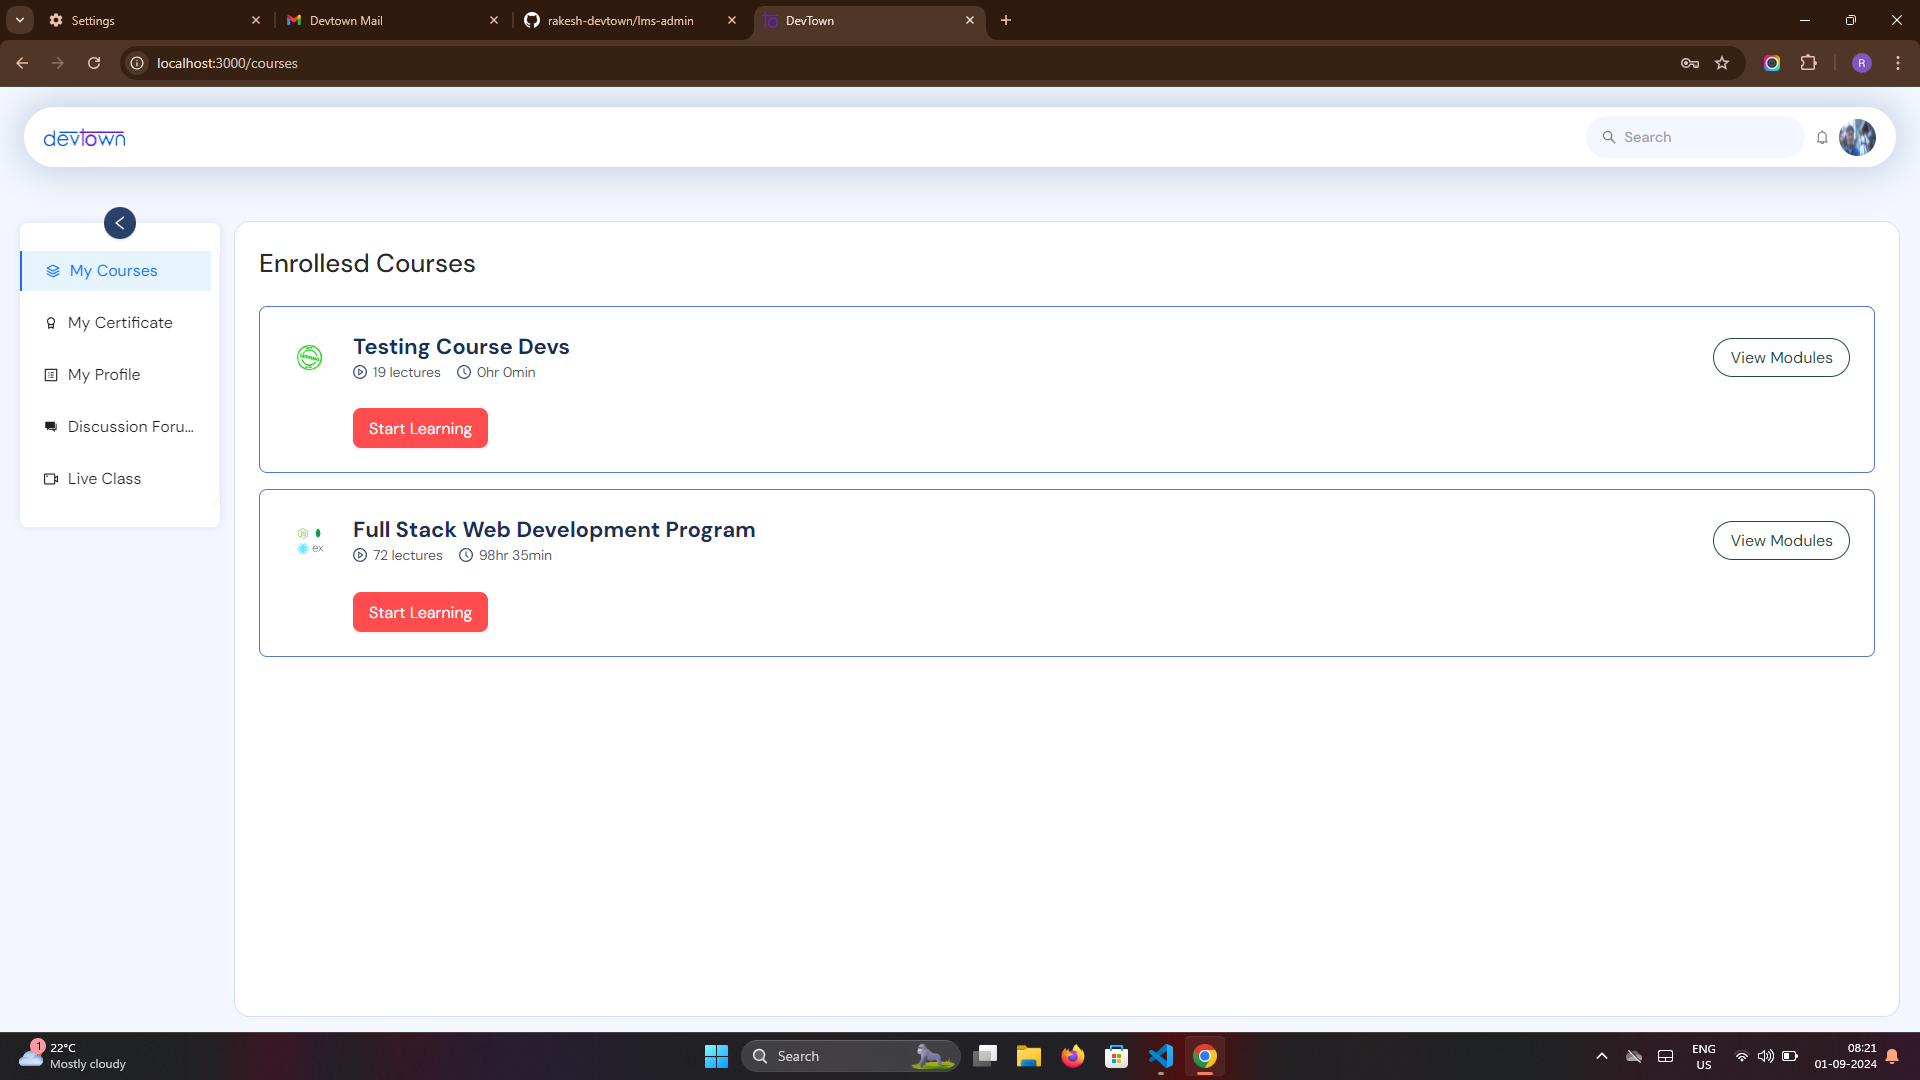 Settings
Devtown Mail
rakesh-devtown/lms-admin
DevTown
localhost:3000/courses
R
devtown
Search
My Courses
My Certificate
My Profile
Discussion Foru...
Live Class
Enrollesd Courses
Testing Course Devs
19 lectures 0hr 0min
View Modules
Start Learning
Full Stack Web Development Program
ex
72 lectures 98hr 35min
View Modules
Start Learning
1
22°C
Mostly cloudy
Search
ENG
US
08:21
01-09-2024